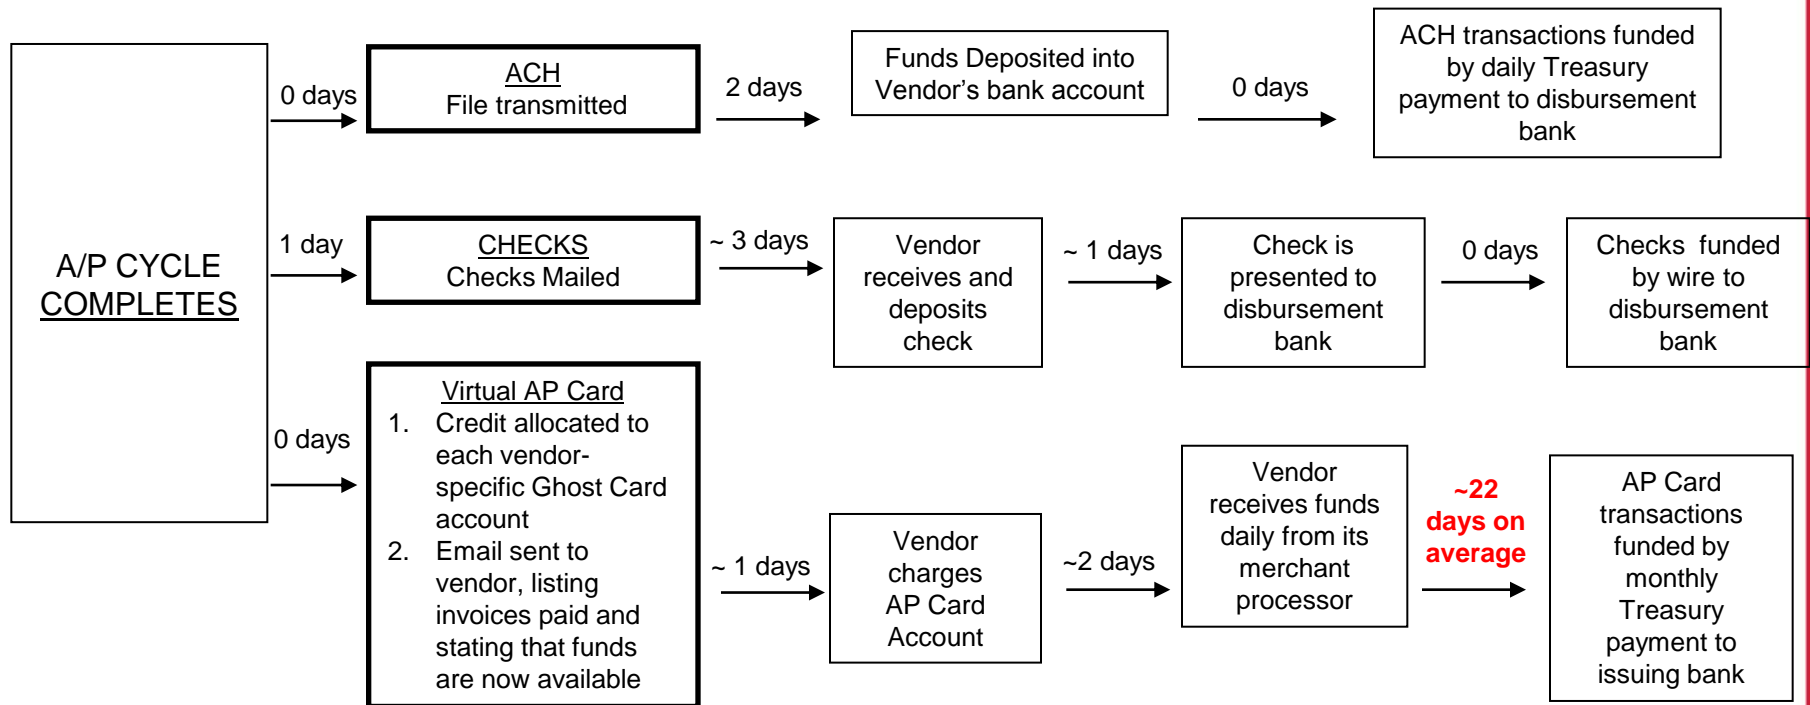 A/P CYCLE
COMPLETES
0 days
ACH
File transmitted
2 days
Funds Deposited into
Vendor’s bank account
0 days
ACH transactions funded
by daily Treasury
payment to disbursement
bank
1 day
CHECKS
Checks Mailed
~ 3 days
Vendor
receives and
deposits
check
~ 1 days
Check is
presented to
disbursement
bank
0 days
Checks  funded
by wire to
disbursement
bank
0 days
Virtual AP Card
1. Credit allocated to
each vendor-
specific Ghost Card
account
2. Email sent to
vendor, listing
invoices paid and
stating that funds
are now available
~ 1 days
Vendor
charges
AP Card
Account
~2 days
Vendor
receives funds
daily from its
merchant
processor
~22
days on
average
AP Card
transactions
funded by
monthly
Treasury
payment to
issuing bank